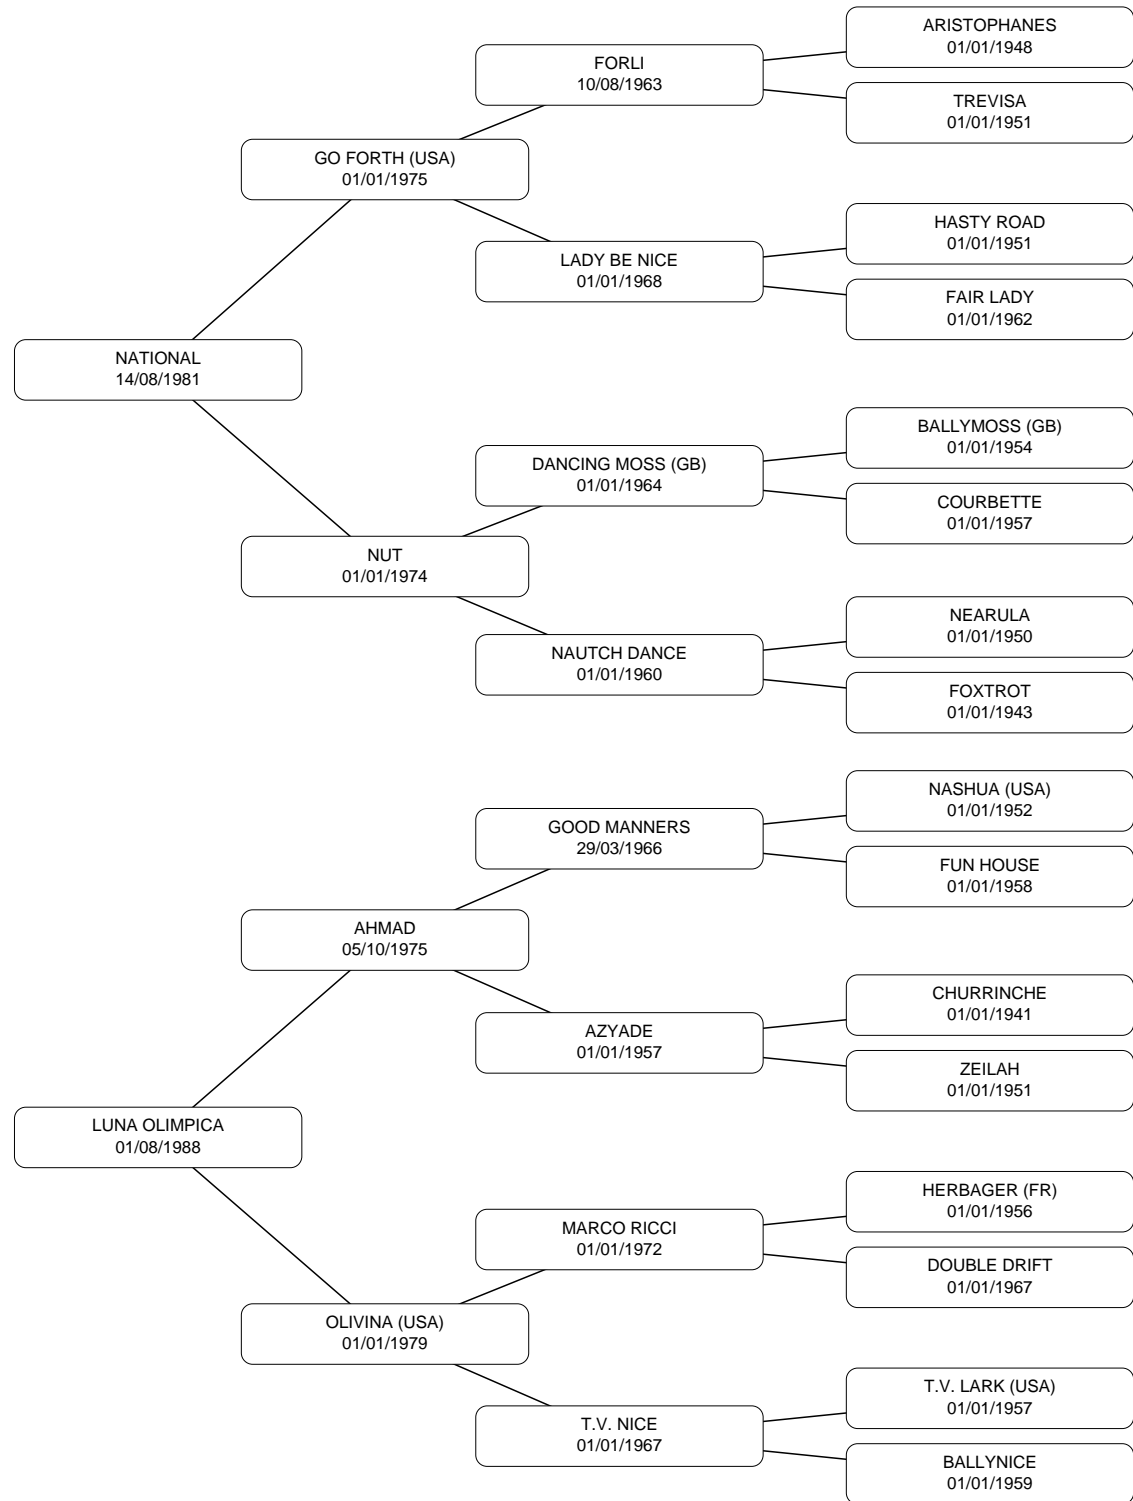 ARISTOPHANES
01/01/1948
FORLI
10/08/1963
TREVISA
01/01/1951
GO FORTH (USA)
01/01/1975
HASTY ROAD
01/01/1951
LADY BE NICE
01/01/1968
FAIR LADY
01/01/1962
NATIONAL
14/08/1981
BALLYMOSS (GB)
01/01/1954
DANCING MOSS (GB)
01/01/1964
COURBETTE
01/01/1957
NUT
01/01/1974
NEARULA
01/01/1950
NAUTCH DANCE
01/01/1960
FOXTROT
01/01/1943
NASHUA (USA)
01/01/1952
GOOD MANNERS
29/03/1966
FUN HOUSE
01/01/1958
AHMAD
05/10/1975
CHURRINCHE
01/01/1941
AZYADE
01/01/1957
ZEILAH
01/01/1951
LUNA OLIMPICA
01/08/1988
HERBAGER (FR)
01/01/1956
MARCO RICCI
01/01/1972
DOUBLE DRIFT
01/01/1967
OLIVINA (USA)
01/01/1979
T.V. LARK (USA)
01/01/1957
T.V. NICE
01/01/1967
BALLYNICE
01/01/1959